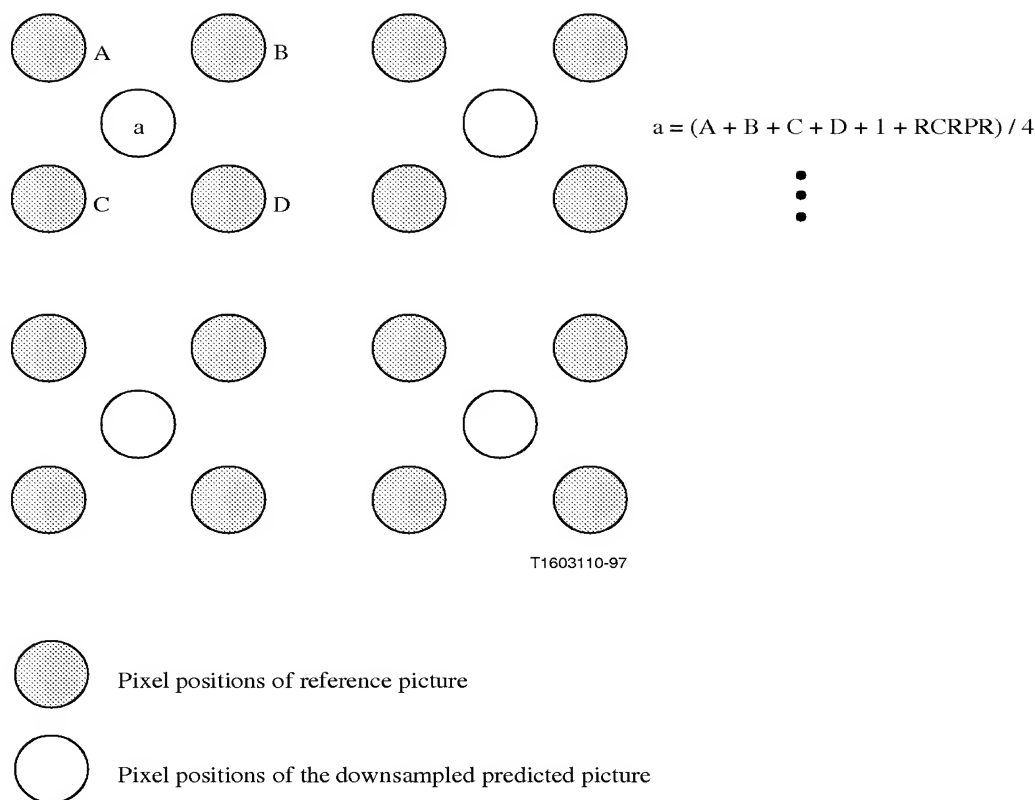 A
B
a
a = (A + B + C + D + 1 + RCRPR) / 4
C
D
T1603110-97
Pixel positions of reference picture
Pixel positions of the downsampled predicted picture